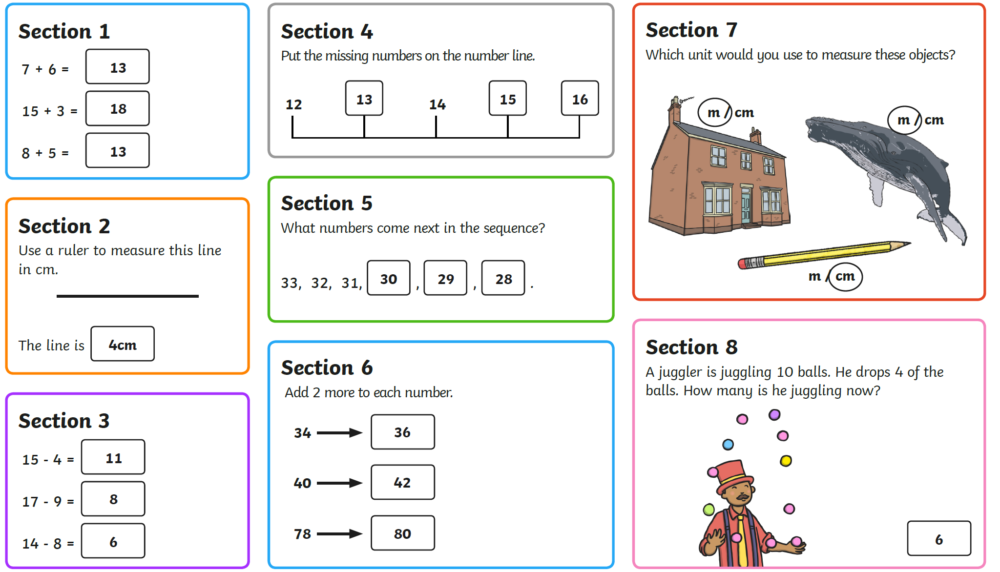 Section 1
7 + 6 = 13
15 + 3 = 18
8 + 5 = 13
Section 2
Use a ruler to measure this line
in cm.
The line is 4cm
Section 3
15 - 4 = 11
17 - 9 = 8
14 - 8 = 6
Section 4
Put the missing numbers on the number line.
12 13 14 15 16
Section 5
What numbers come next in the sequence?
33, 32, 31, 30 , 29 , 28 .
Section 6
Add 2 more to each number.
34 36
40 42
78 80
Section 7
Which unit would you use to measure these objects?
m / cm
m / cm
m / cm
Section 8
A juggler is juggling 10 balls. He drops 4 of the
balls. How many is he juggling now?
6